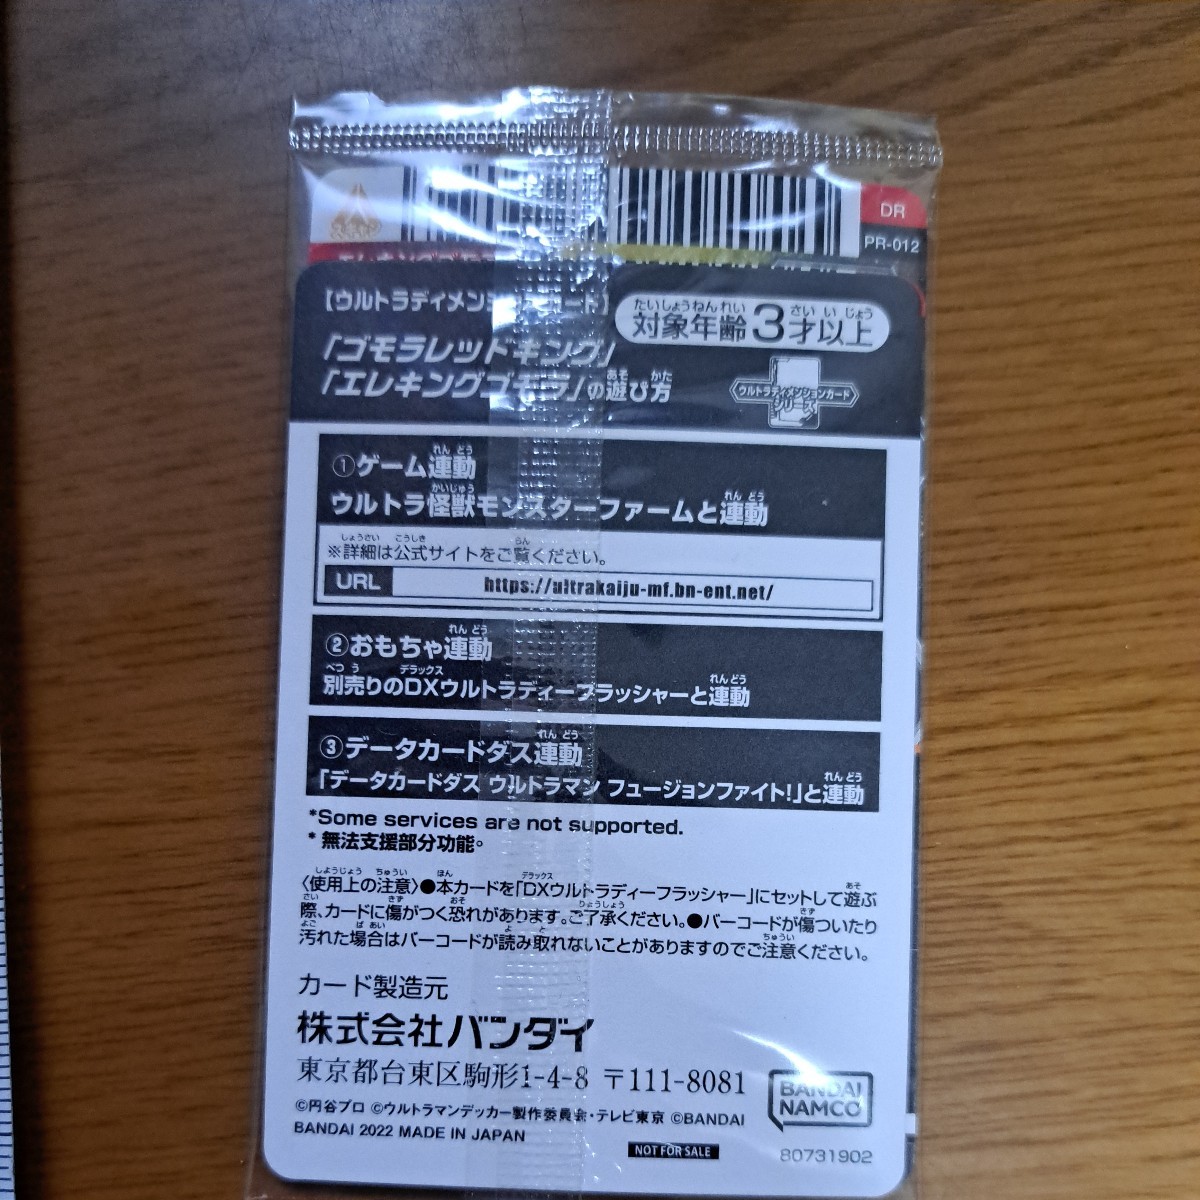 DR
PR-012
【ウルトラディメンションカード】
対象年齢3才以上
「ゴモラレッドキング」
「エレキングゴモラ」の遊び方
ウルトラディメンションカード
シリーズ
①ゲーム連動
ウルトラ怪獣モンスターファームと連動
※詳細は公式サイトをご覧ください。
URL https://ultrakaiju-mf.bn-ent.net/
②おもちゃ連動
別売りのDXウルトラディーフラッシャーと連動
③データカードダス連動
「データカードダス ウルトラマン フュージョンファイト!」と連動
*Some services are not supported.
* 無法支援部分功能。
〈使用上の注意〉●本カードを「DXウルトラディーフラッシャー」にセットして遊ぶ
際、カードに傷がつく恐れがあります。ご了承ください。●バーコードが傷ついたり
汚れた場合はバーコードが読み取れないことがありますのでご注意ください。
カード製造元
株式会社バンダイ
東京都台東区駒形1-4-8 〒111-8081
©円谷プロ ©ウルトラマンデッカー製作委員会・テレビ東京 ©BANDAI
BANDAI 2022 MADE IN JAPAN
NOT FOR SALE
BANDAI
NAMCO
80731902